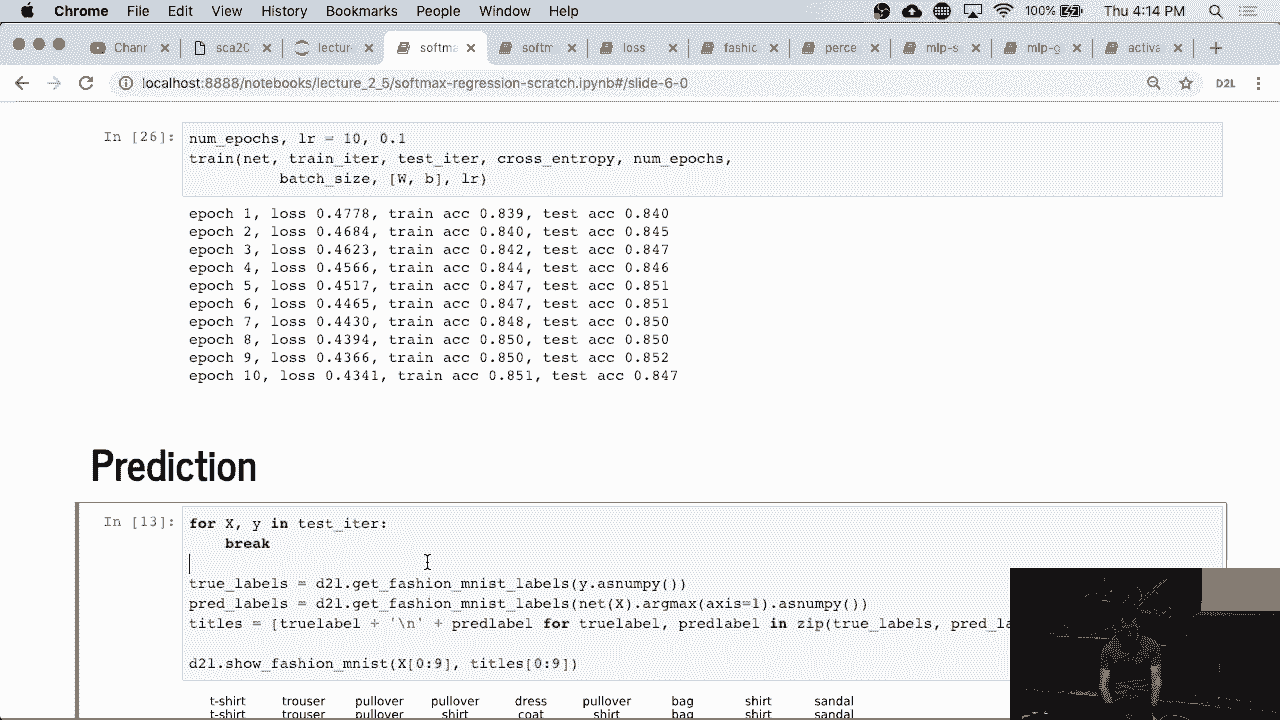 Chrome File Edit View History Bookmarks People Window Help 100% Thu 4:14 PM
Chann sca20 lecture softma softm loss fashic perce mlp-s mlp-g activa
localhost:8888/notebooks/lecture_2_5/softmax-regression-scratch.ipynb#/slide-6-0 D2L
In [26]: num_epochs, lr = 10, 0.1
train(net, train_iter, test_iter, cross_entropy, num_epochs,
batch_size, [W, b], lr)
epoch 1, loss 0.4778, train acc 0.839, test acc 0.840
epoch 2, loss 0.4684, train acc 0.840, test acc 0.845
epoch 3, loss 0.4623, train acc 0.842, test acc 0.847
epoch 4, loss 0.4566, train acc 0.844, test acc 0.846
epoch 5, loss 0.4517, train acc 0.847, test acc 0.851
epoch 6, loss 0.4465, train acc 0.847, test acc 0.851
epoch 7, loss 0.4430, train acc 0.848, test acc 0.850
epoch 8, loss 0.4394, train acc 0.850, test acc 0.850
epoch 9, loss 0.4366, train acc 0.850, test acc 0.852
epoch 10, loss 0.4341, train acc 0.851, test acc 0.847
Prediction
In [13]: for X, y in test_iter:
break
true_labels = d2l.get_fashion_mnist_labels(y.asnumpy())
pred_labels = d2l.get_fashion_mnist_labels(net(X).argmax(axis=1).asnumpy())
titles = [truelabel + '\n' + predlabel for truelabel, predlabel in zip(true_labels, pred_la
d2l.show_fashion_mnist(X[0:9], titles[0:9])
t-shirt trouser pullover pullover dress pullover bag shirt sandal
t-shirt trouser pullover shirt coat shirt bag shirt sandal